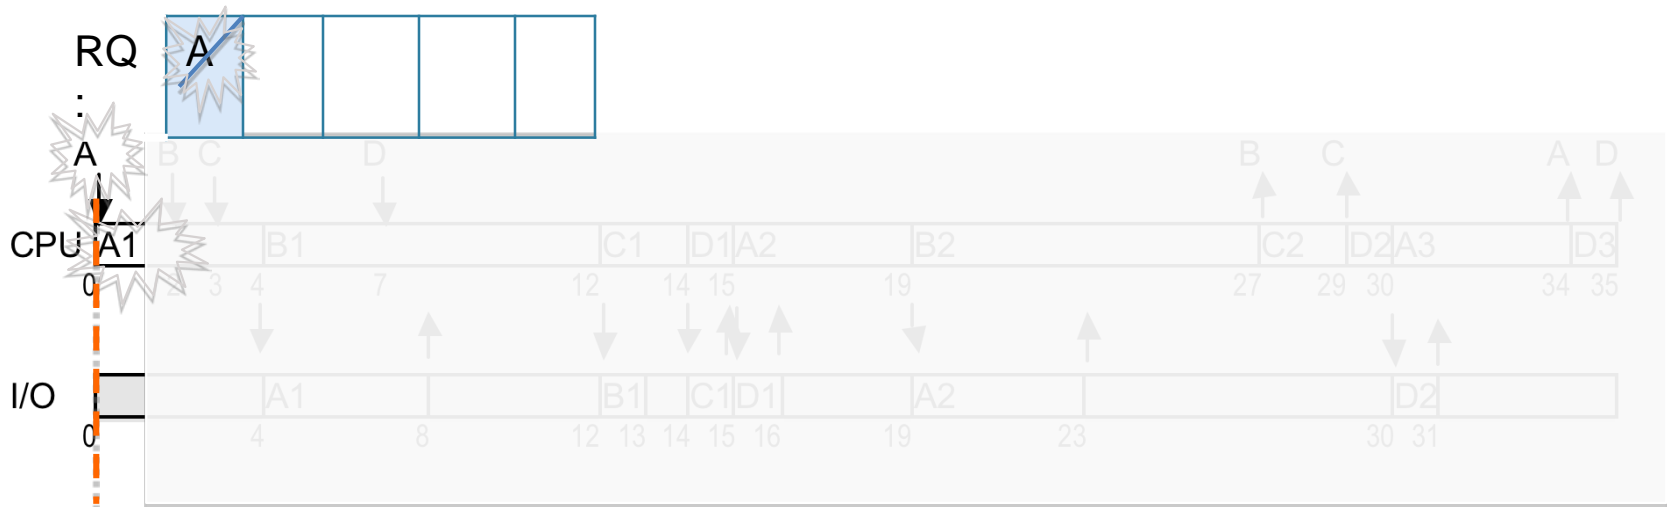 RQ
:
A
A B C D B C A D
CPU A1 B1 C1 D1 A2 B2 C2 D2 A3 D3
0 2 3 4 7 12 14 15 19 27 29 30 34 35
I/O A1 B1 C1 D1 A2 D2
0 4 8 12 13 14 15 16 19 23 30 31